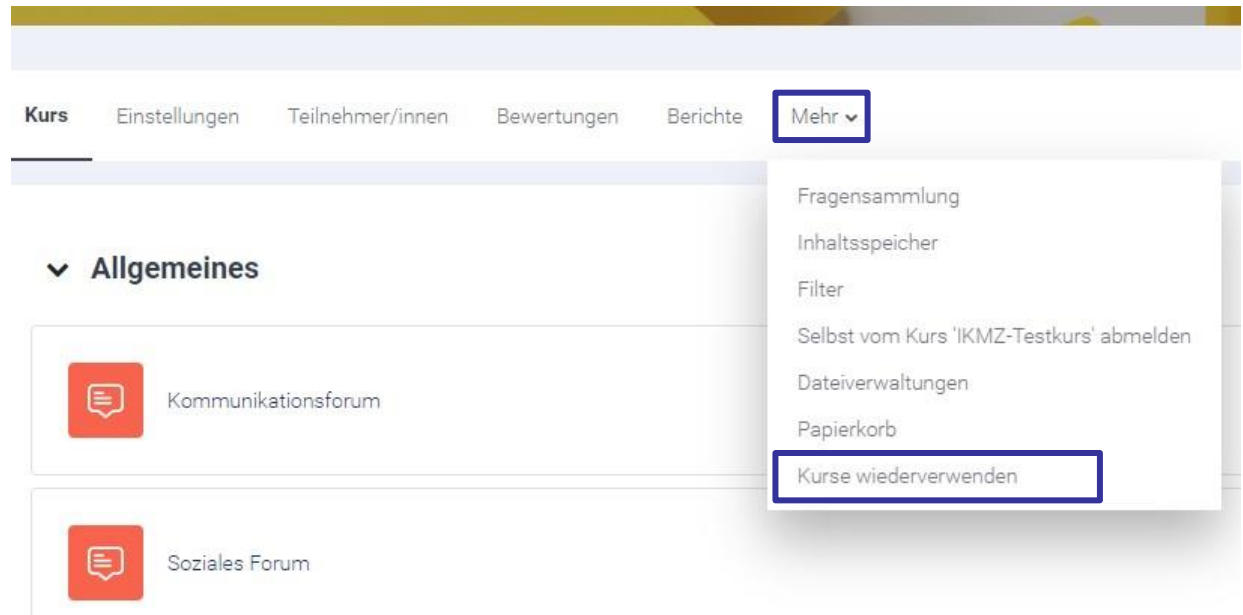 Kurs Einstellungen Teilnehmer/innen Bewertungen Berichte Mehr
Fragensammlung
Inhaltsspeicher
Filter
Selbst vom Kurs 'IKMZ-Testkurs' abmelden
Dateiverwaltungen
Papierkorb
Kurse wiederverwenden
Allgemeines
Kommunikationsforum
Soziales Forum